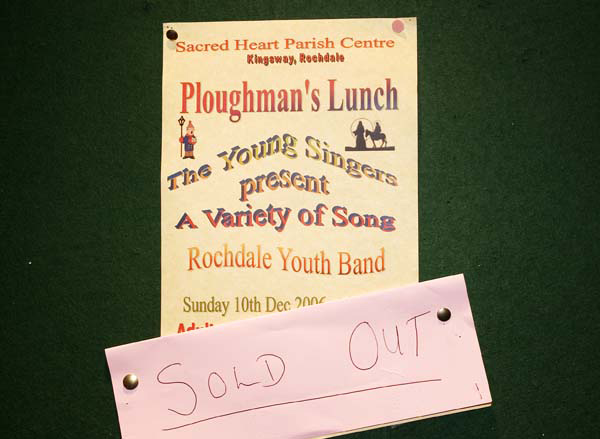 Sacred Heart Parish Centre
Kingsway, Rochdale
Ploughman's Lunch
The Young Singers
present
A Variety of Song
Rochdale Youth Band
Sunday 10th Dec 2006
SOLD OUT